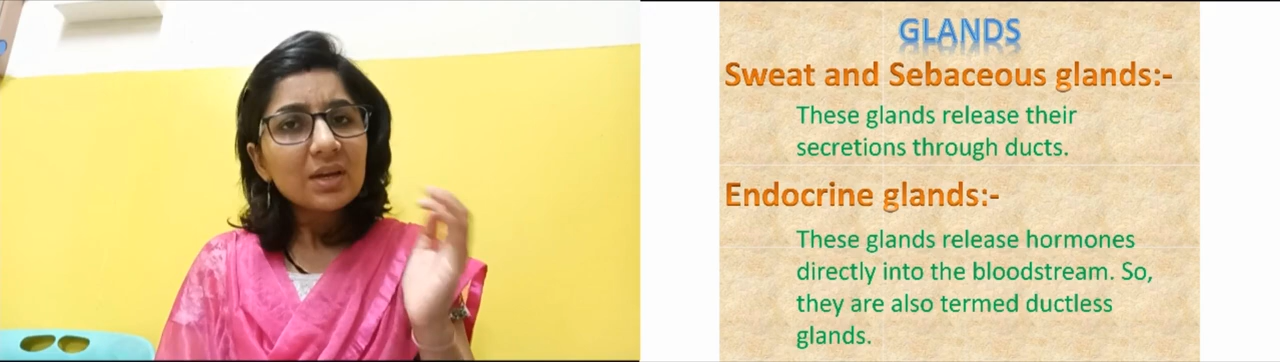 GLANDS
Sweat and Sebaceous glands:-
These glands release their
secretions through ducts.
Endocrine glands:-
These glands release hormones
directly into the bloodstream. So,
they are also termed ductless
glands.